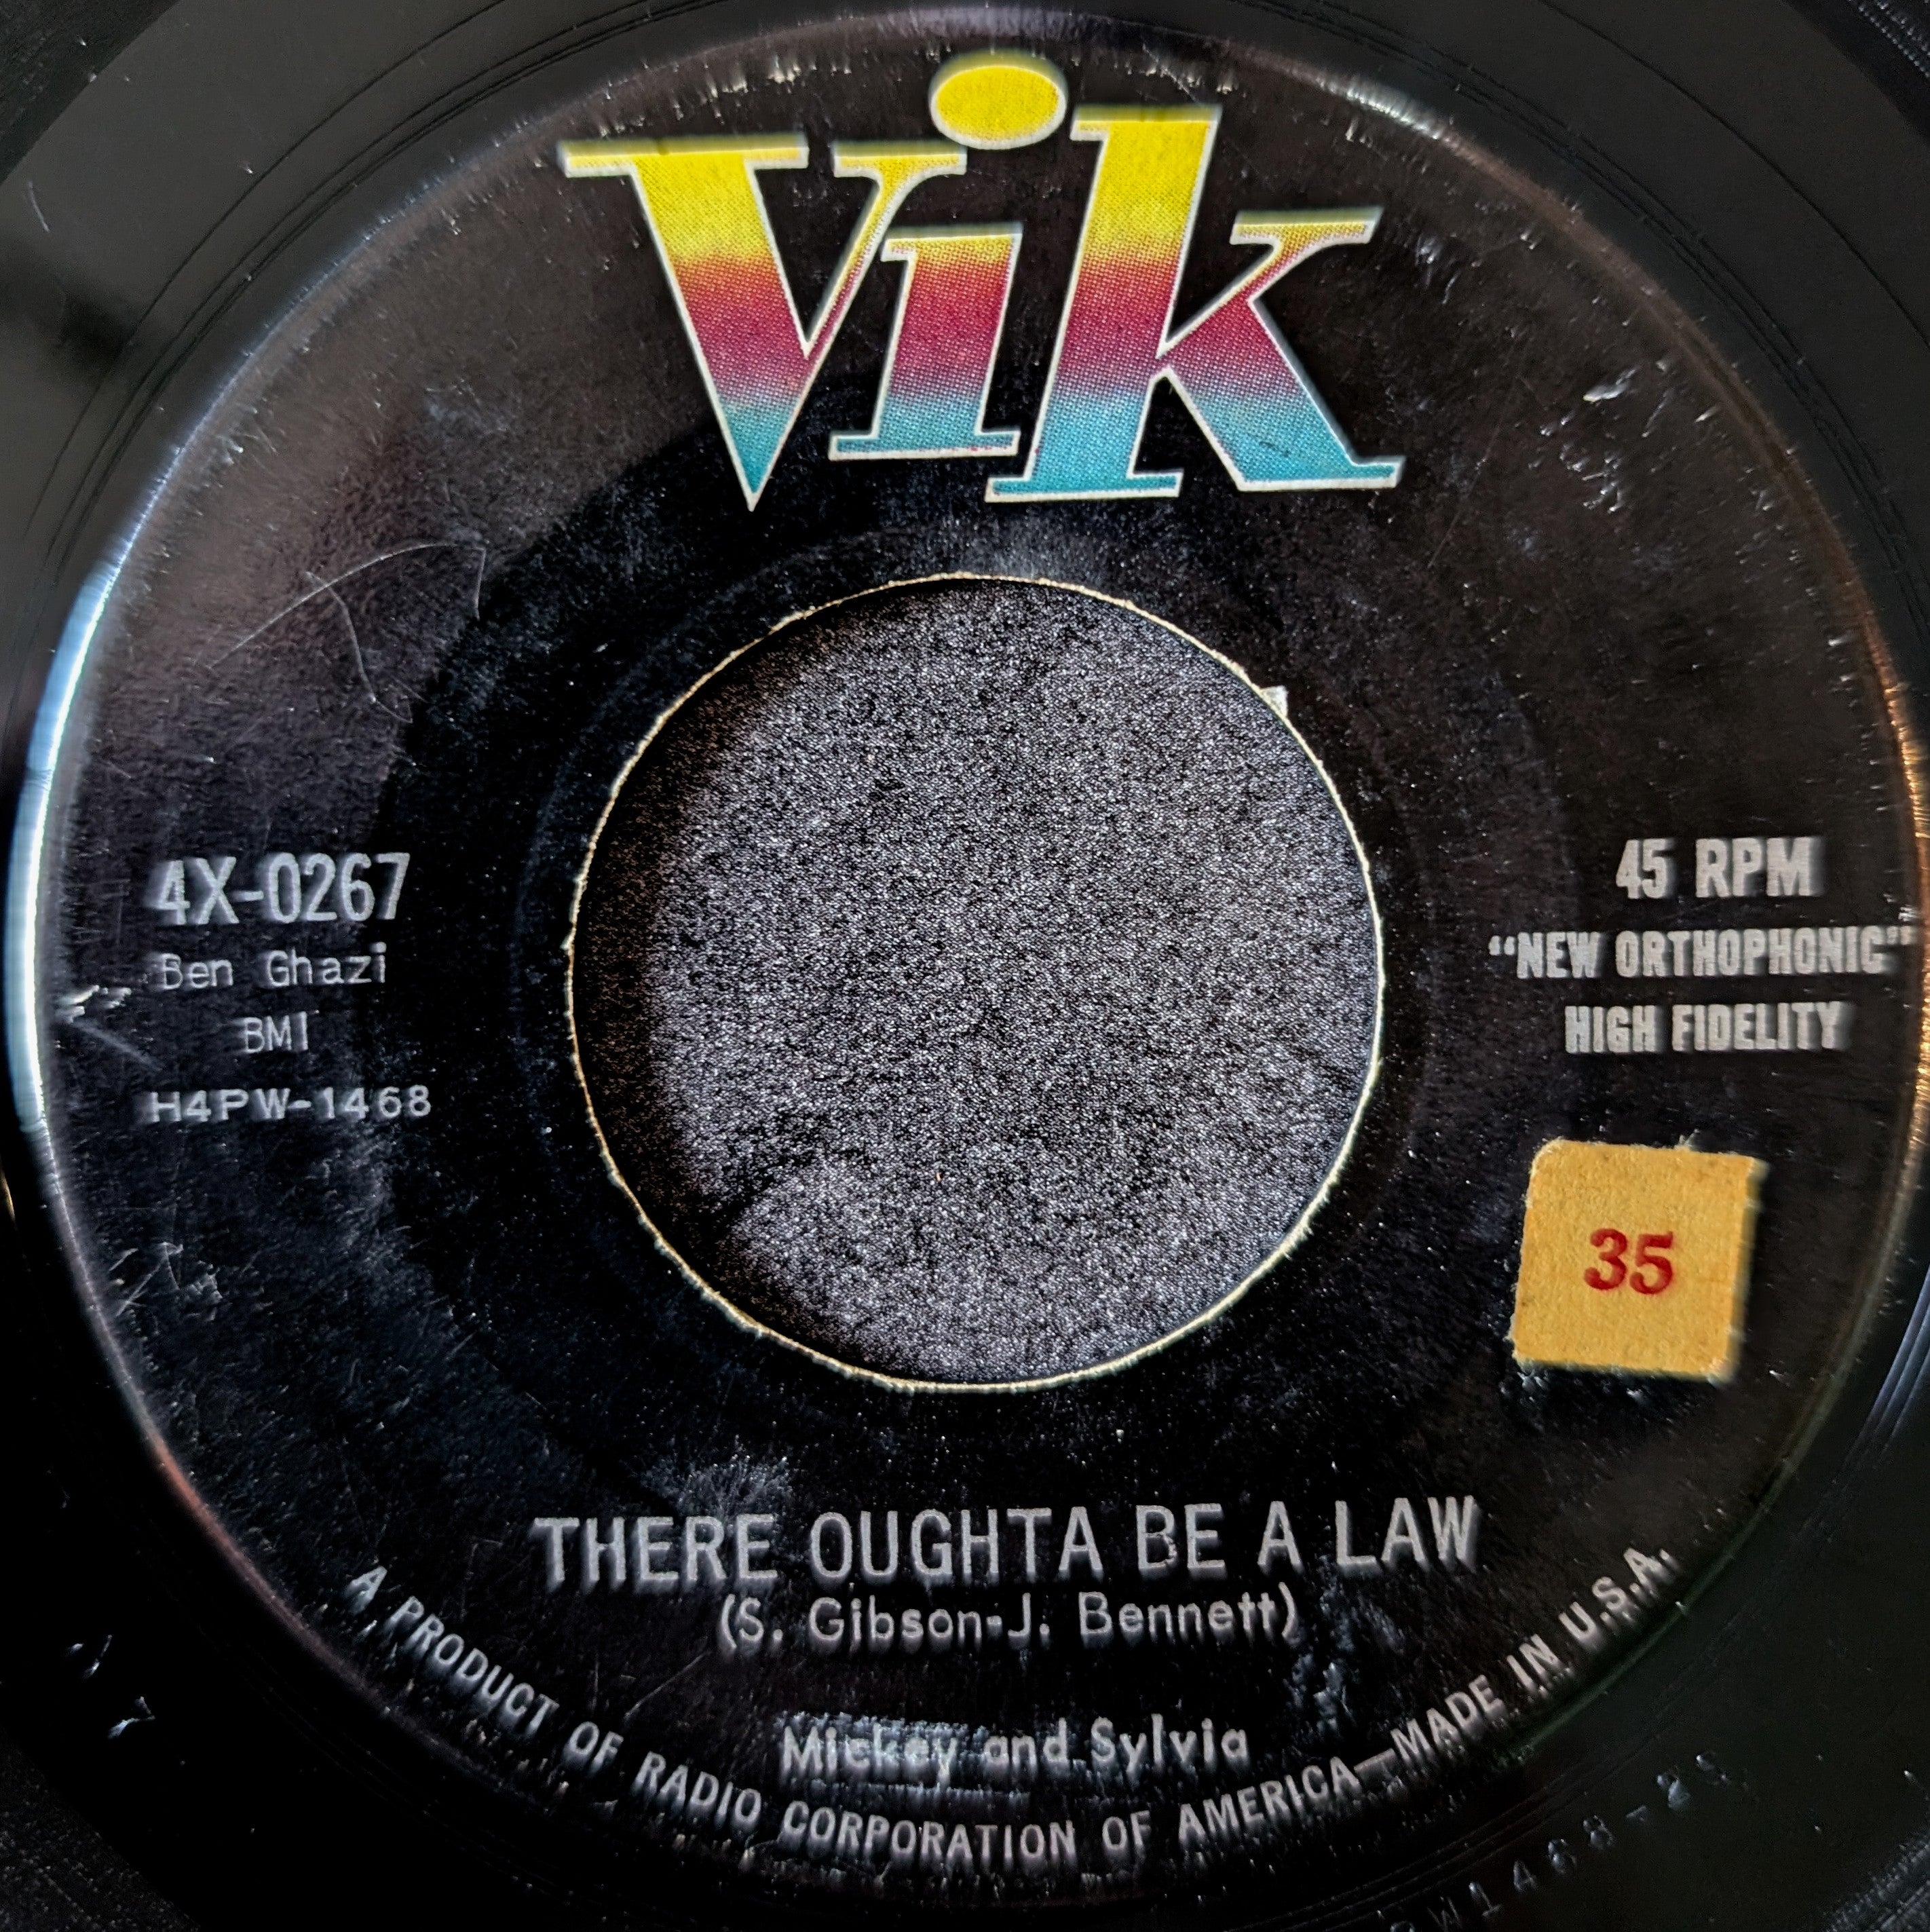 Vik
4X-0267
Ben Ghazi
BMI
H4PW-1468
45 RPM
"NEW ORTHOPHONIC"
HIGH FIDELITY
35
THERE OUGHTA BE A LAW
(S. Gibson-J. Bennett)
Mickey and Sylvia
A PRODUCT OF RADIO CORPORATION OF AMERICA—MADE IN U.S.A.